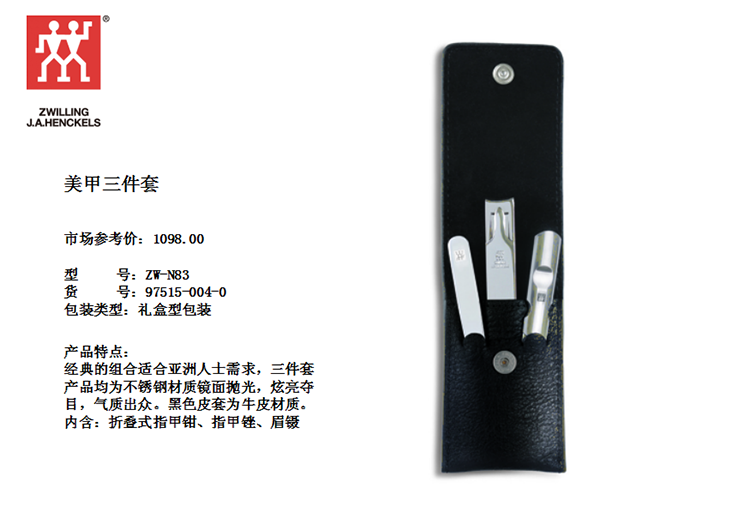 ®
ZWILLING
J.A.HENCKELS
美甲三件套
市场参考价：1098.00
型 号：ZW-N83
货 号：97515-004-0
包装类型：礼盒型包装
产品特点：
经典的组合适合亚洲人士需求，三件套
产品均为不锈钢材质镜面抛光，炫亮夺
目，气质出众。黑色皮套为牛皮材质。
内含：折叠式指甲钳、指甲锉、眉镊